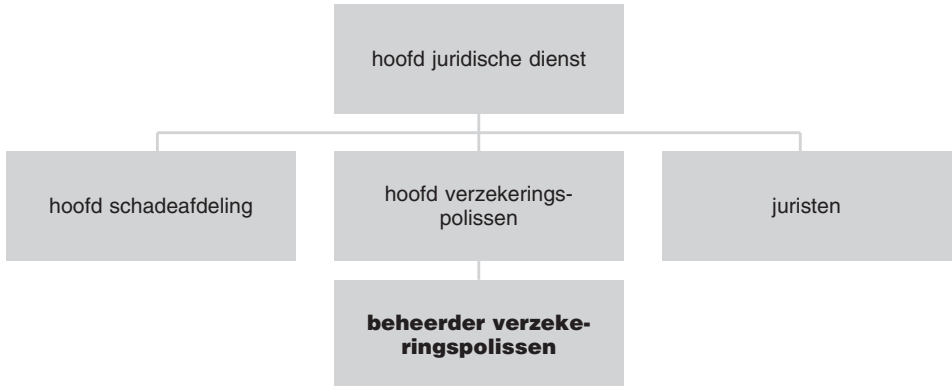 hoofd juridische dienst
hoofd schadeafdeling
hoofd verzekerings-
polissen
juristen
beheerder verzeke-
ringspolissen